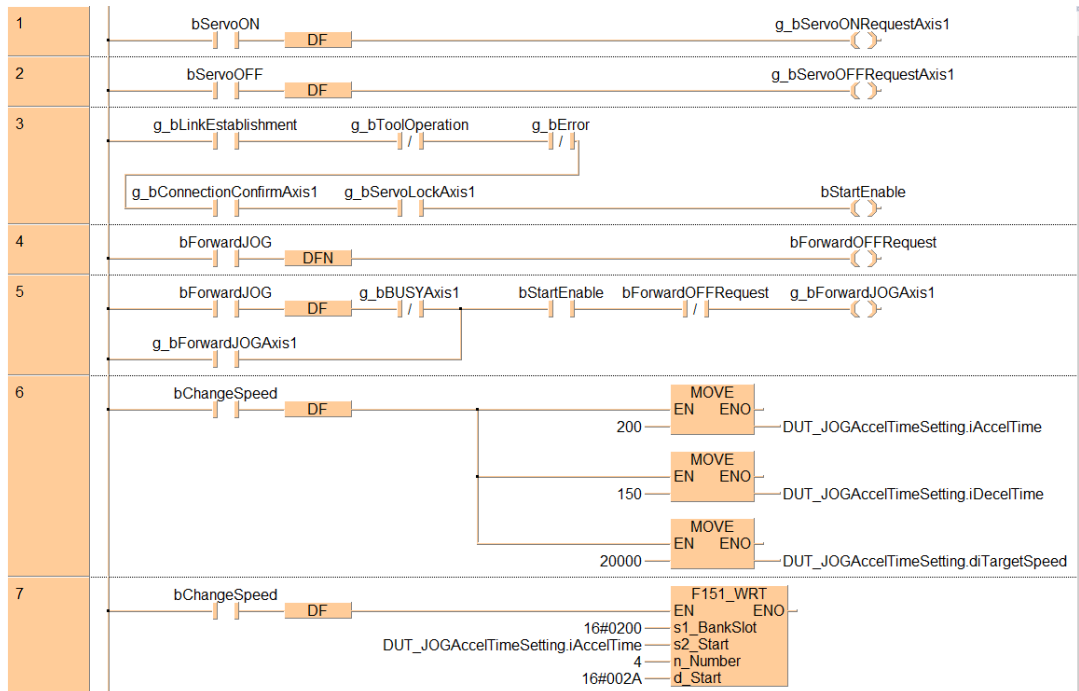 1
bServoON
g_bServoONRequestAxis1
DF
2
bServoOFF
g_bServoOFFRequestAxis1
DF
3
g_bLinkEstablishment g_bToolOperation g_bError
/ /
g_bConnectionConfirmAxis1 g_bServoLockAxis1 bStartEnable
4
bForwardJOG bForwardOFFRequest
DFN
5
bForwardJOG g_bBUSYAxis1 bStartEnable bForwardOFFRequest g_bForwardJOGAxis1
DF / /
g_bForwardJOGAxis1
6
bChangeSpeed
DF
MOVE
EN ENO
200 DUT_JOGAccelTimeSetting.iAccelTime
MOVE
EN ENO
150 DUT_JOGAccelTimeSetting.iDecelTime
MOVE
EN ENO
20000 DUT_JOGAccelTimeSetting.diTargetSpeed
7
bChangeSpeed
DF
F151_WRT
EN ENO
16#0200 s1_BankSlot
DUT_JOGAccelTimeSetting.iAccelTime s2_Start
4 n_Number
16#002A d_Start